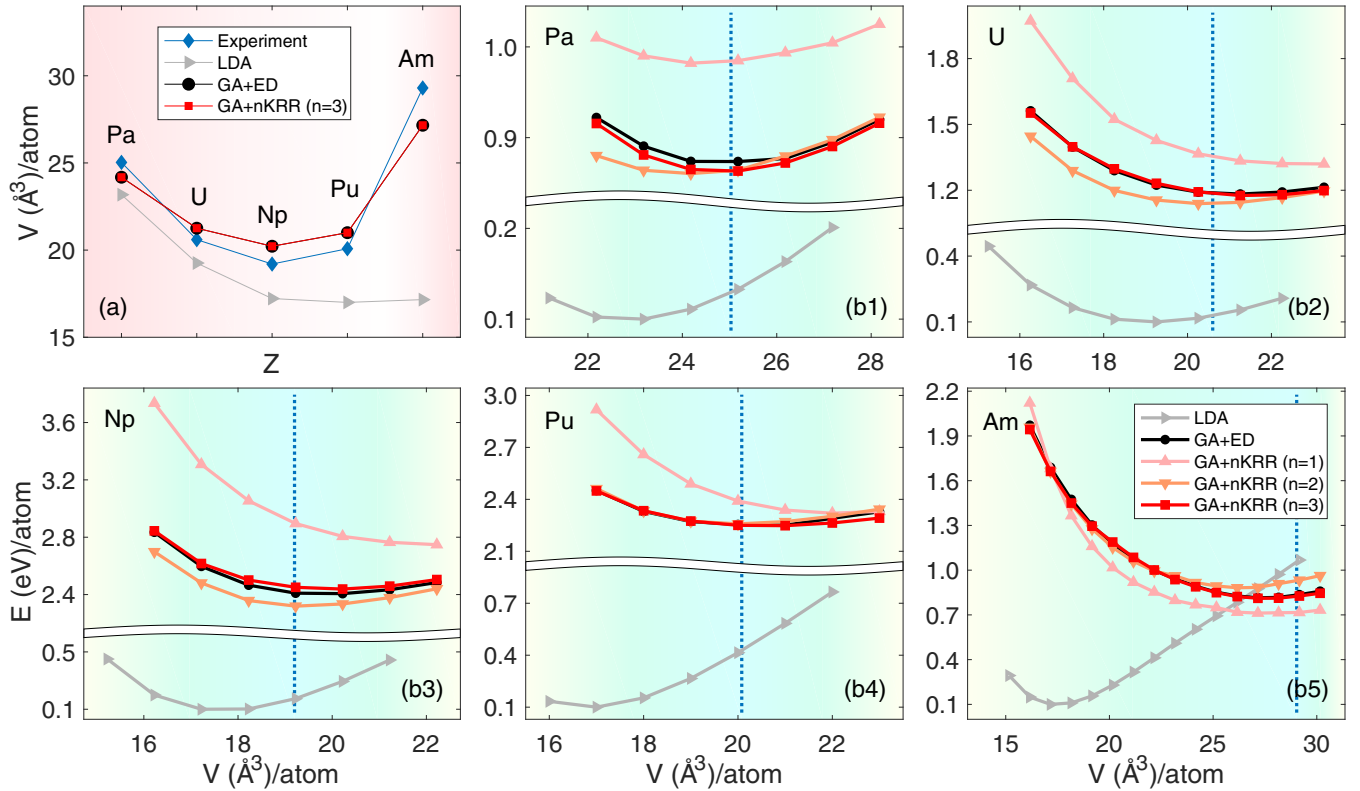 35
30
25
20
15
V (Å³)/atom
Experiment
LDA
GA+ED
GA+nKRR (n=3)
Pa
U
Np
Pu
Am
(a)
Z
Pa
1.0
0.9
0.2
0.1
(b1)
22 24 26 28
U
1.8
1.5
1.2
0.4
0.1
(b2)
16 18 20 22
Np
3.6
3.2
2.8
2.4
0.5
0.1
E (eV)/atom
(b3)
16 18 20 22
V (Å³)/atom
Pu
3.0
2.7
2.4
2.1
0.7
0.4
0.1
(b4)
16 18 20 22
V (Å³)/atom
Am
2.2
1.9
1.6
1.3
1.0
0.7
0.4
0.1
LDA
GA+ED
GA+nKRR (n=1)
GA+nKRR (n=2)
GA+nKRR (n=3)
(b5)
15 20 25 30
V (Å³)/atom